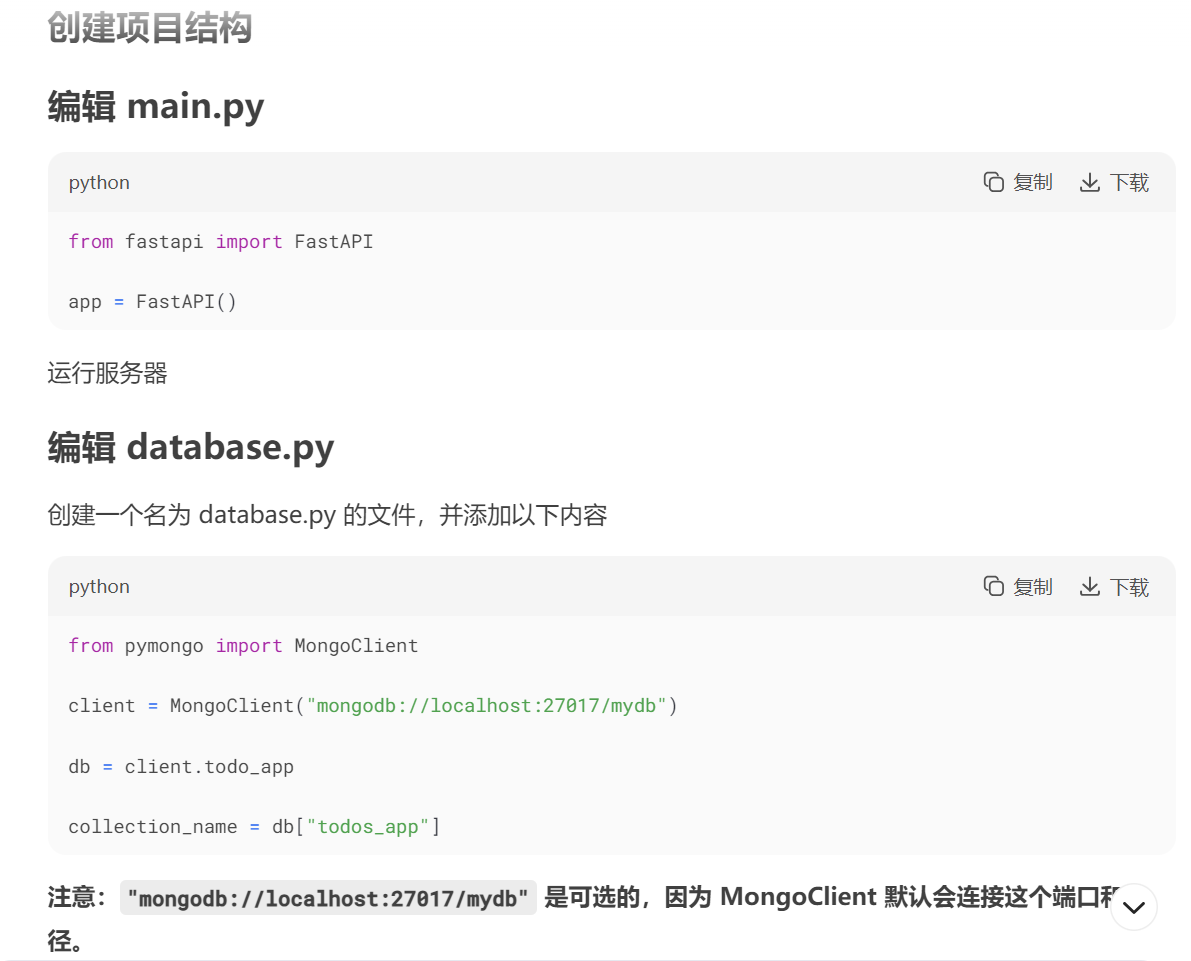 创建项目结构
编辑 main.py
python
复制
下载
from fastapi import FastAPI
app = FastAPI()
运行服务器
编辑 database.py
创建一个名为 database.py 的文件，并添加以下内容
python
复制
下载
from pymongo import MongoClient
client = MongoClient("mongodb://localhost:27017/mydb")
db = client.todo_app
collection_name = db["todos_app"]
注意："mongodb://localhost:27017/mydb" 是可选的，因为 MongoClient 默认会连接这个端口和
径。